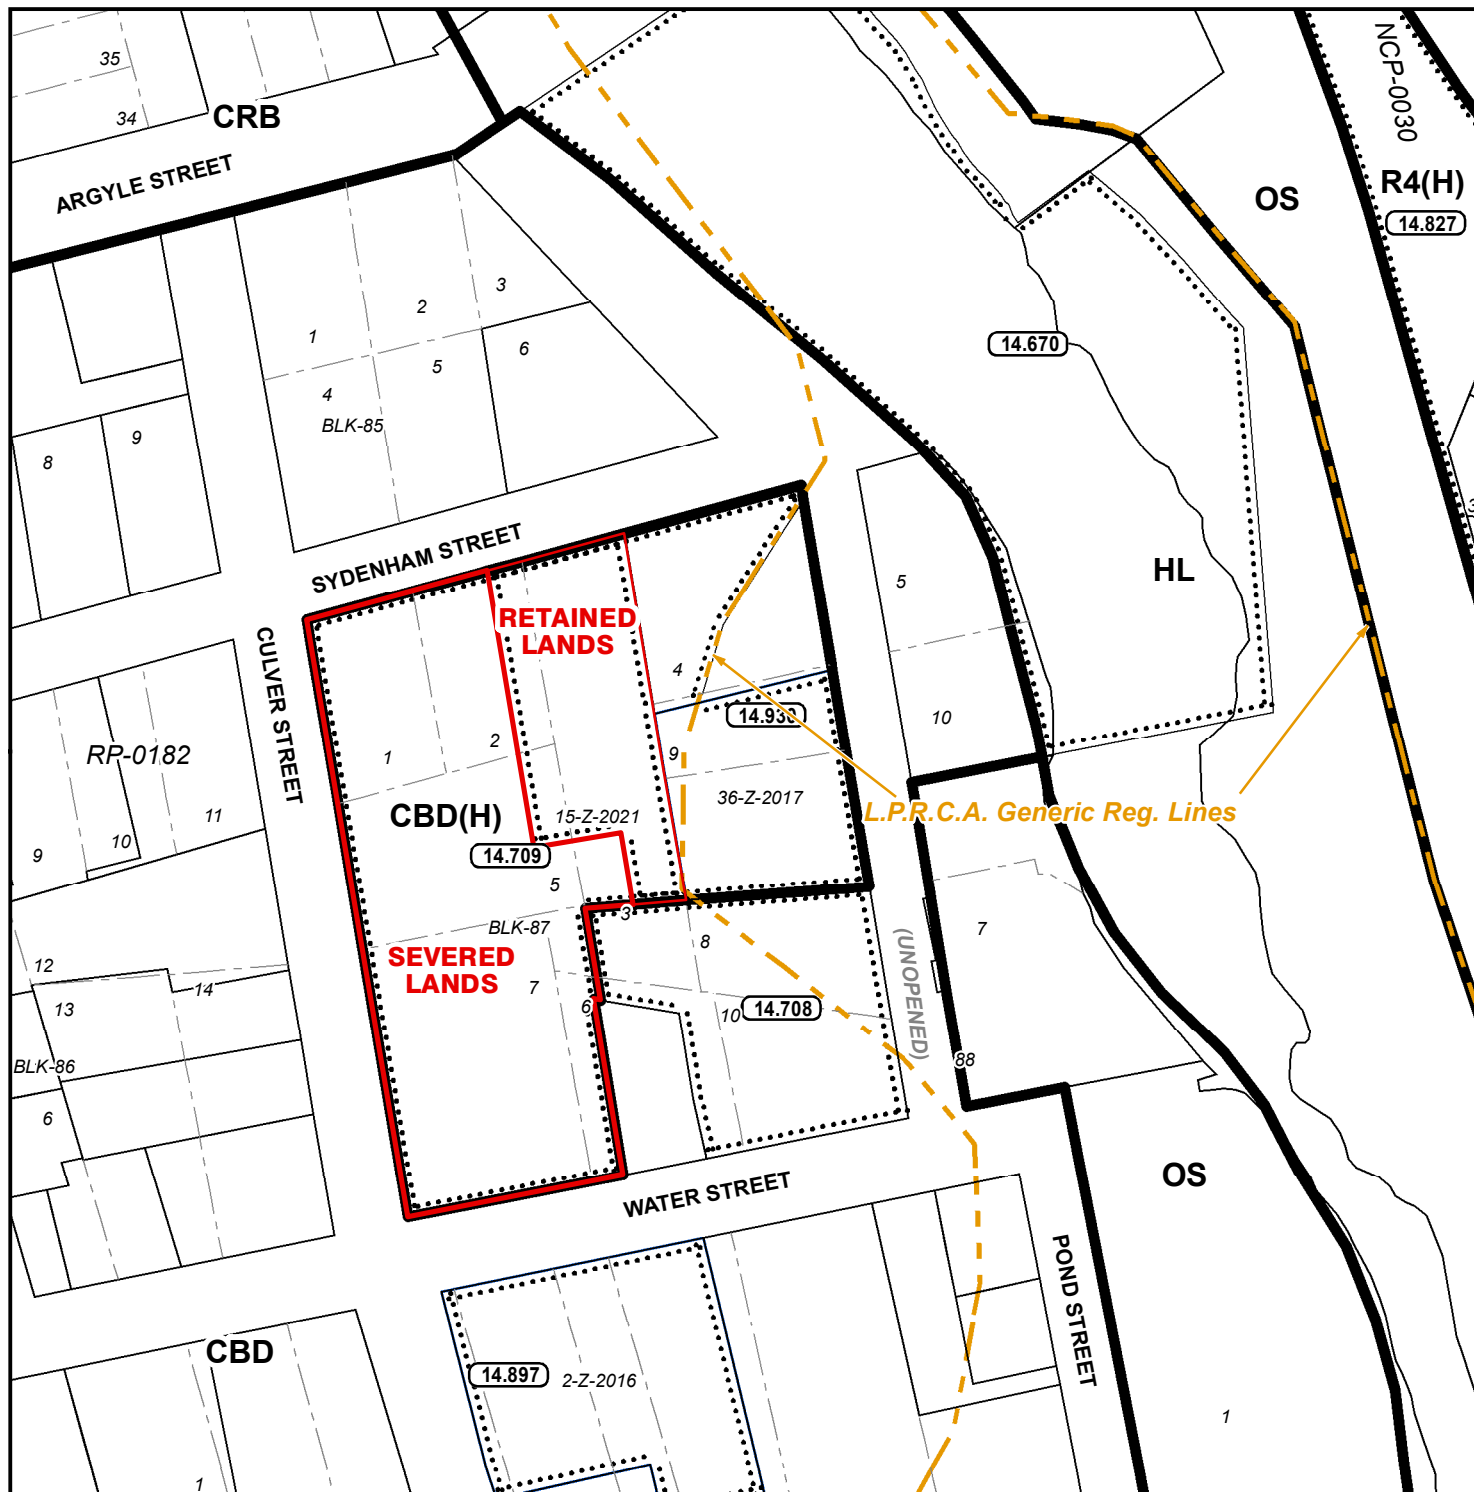 35
34
CRB
ARGYLE STREET
NCP-0030
OS
R4(H)
14.827
1
2
3
4
5
6
BLK-85
14.670
8
9
SYDENHAM STREET
5
HL
RETAINED
LANDS
CULVER STREET
4
10
RP-0182
1
2
14.930
9
11
10
9
CBD(H)
15-Z-2021
36-Z-2017
L.P.R.C.A. Generic Reg. Lines
14.709
5
3
BLK-87
8
7
(UNOPENED)
SEVERED
LANDS
12
13
14
7
6
10
14.708
BLK-86
88
6
WATER STREET
OS
POND STREET
CBD
14.897
2-Z-2016
1
1